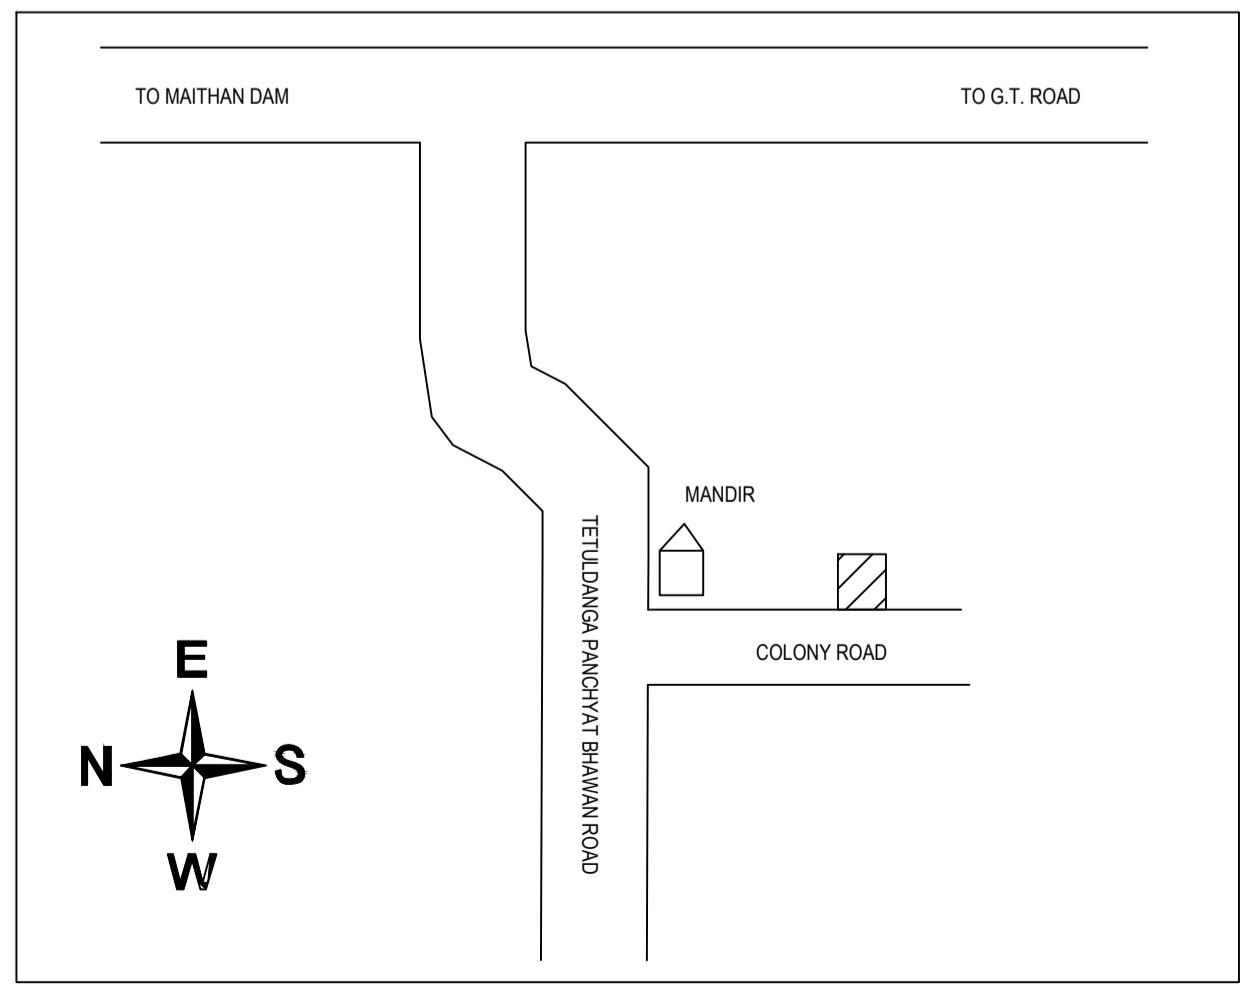 TO MAITHAN DAM
TO G.T. ROAD
MANDIR
TETULDANGA PANCHYAT BHAWAN ROAD
COLONY ROAD
E
N
S
W